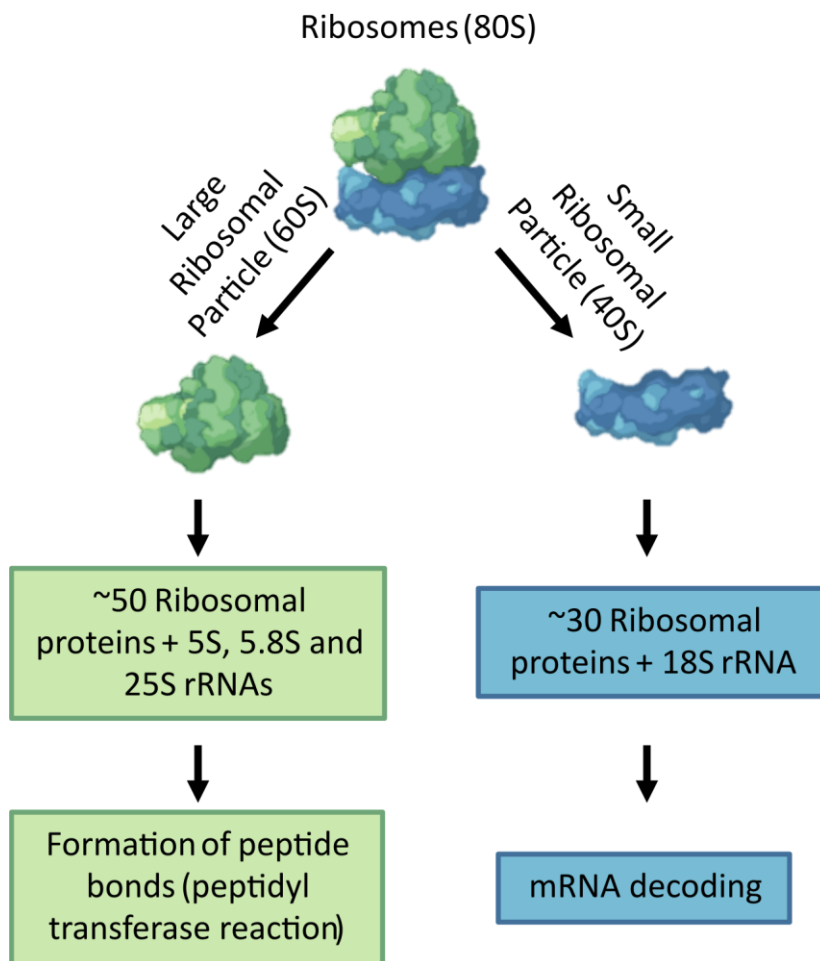 Ribosomes (80S)
Large
Ribosomal
Particle (60S)
Small
Ribosomal
Particle (40S)
~50 Ribosomal
proteins + 5S, 5.8S and
25S rRNAs
~30 Ribosomal
proteins + 18S rRNA
Formation of peptide
bonds (peptidyl
transferase reaction)
mRNA decoding